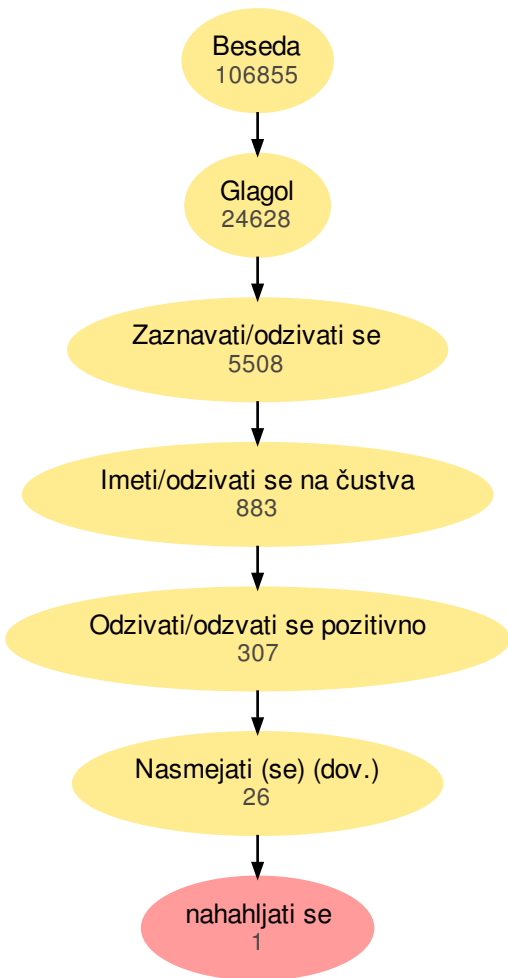 Beseda
106855
Glagol
24628
Zaznavati/odzivati se
5508
Imeti/odzivati se na čustva
883
Odzivati/odzvati se pozitivno
307
Nasmejati (se) (dov.)
26
nahahljati se
1